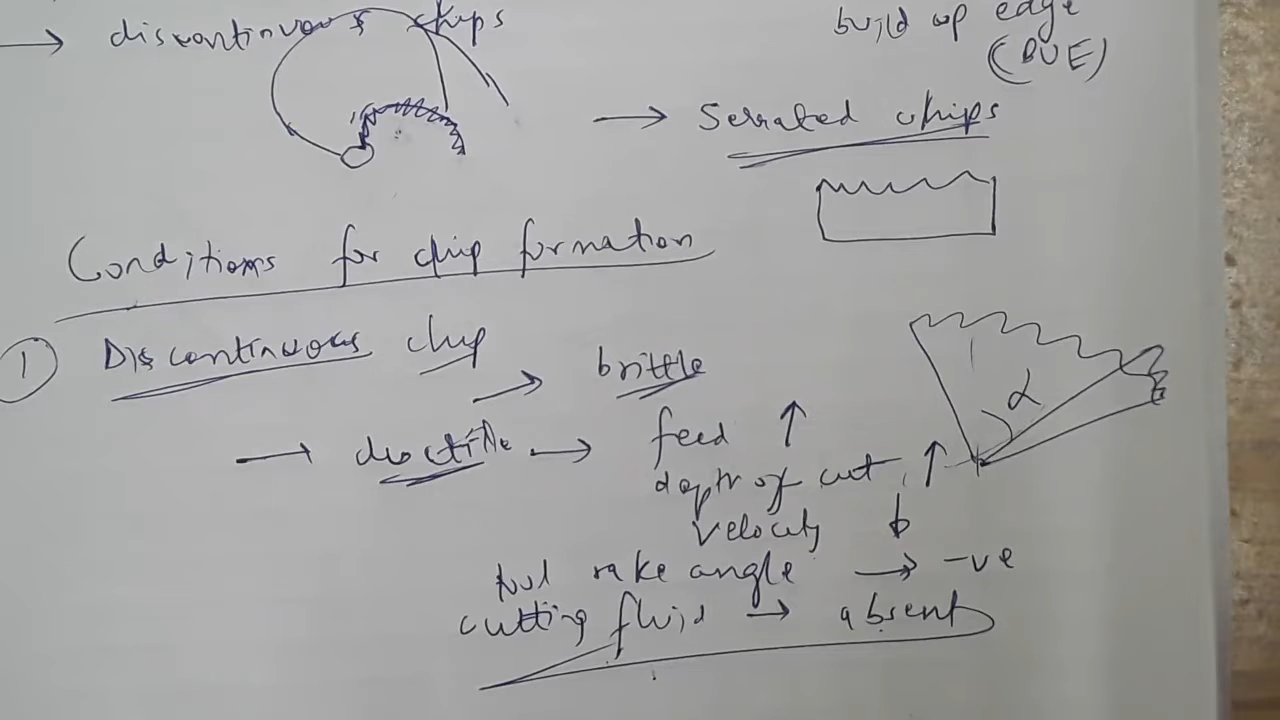 → discontinuous chips
build up edge
(BUE)
→ Serrated chips
Conditions for chip formation
① Discontinuous chip
→ brittle
→ ductile → feed ↑
depth of cut ↑
velocity ↓
tool rake angle → -ve
cutting fluid → absent
α